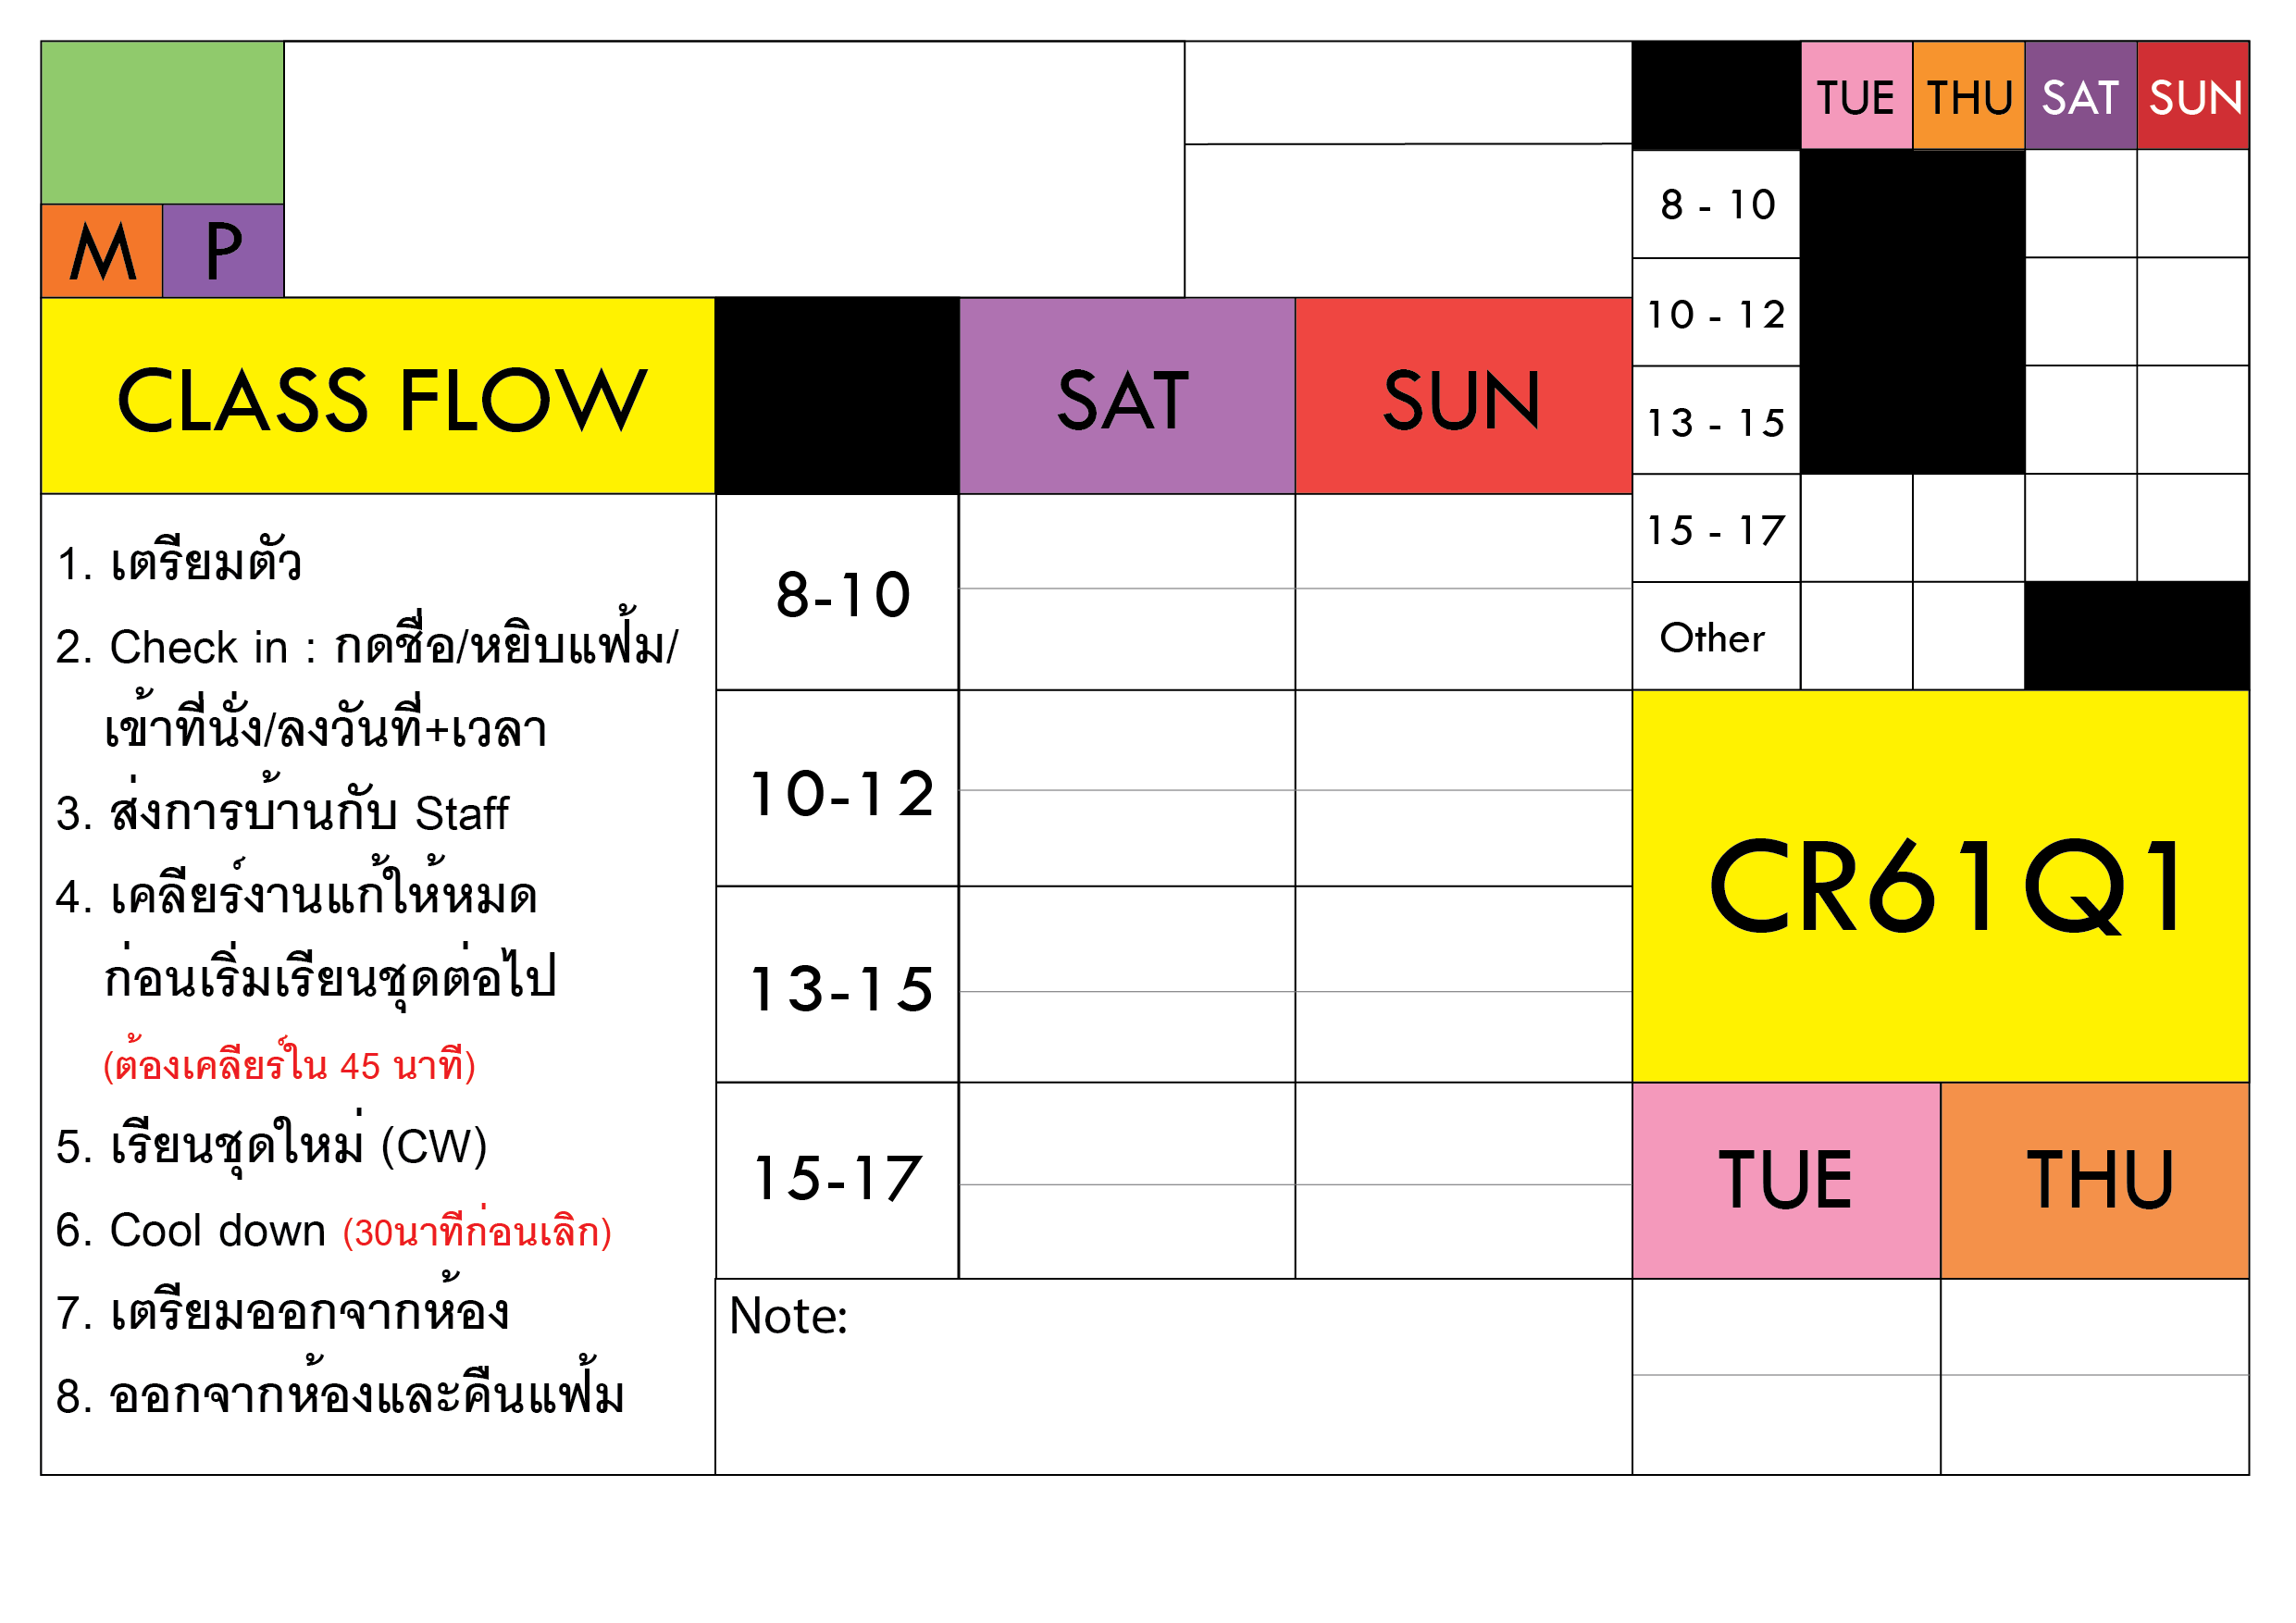 M P
CLASS FLOW
SAT SUN
1. เตรียมตัว
2. Check in : กดชื่อ/หยิบแฟ้ม/
เข้าที่นั่ง/ลงวันที่+เวลา
3. ส่งการบ้านกับ Staff
4. เคลียร์งานแก้ให้หมด
ก่อนเริ่มเรียนชุดต่อไป
(ต้องเคลียร์ใน 45 นาที)
5. เรียนชุดใหม่ (CW)
6. Cool down (30นาทีก่อนเลิก)
7. เตรียมออกจากห้อง
8. ออกจากห้องและคืนแฟ้ม
8-10
10-12
13-15
15-17
Note:
TUE THU SAT SUN
8 - 10
10 - 12
13 - 15
15 - 17
Other
CR61Q1
TUE THU